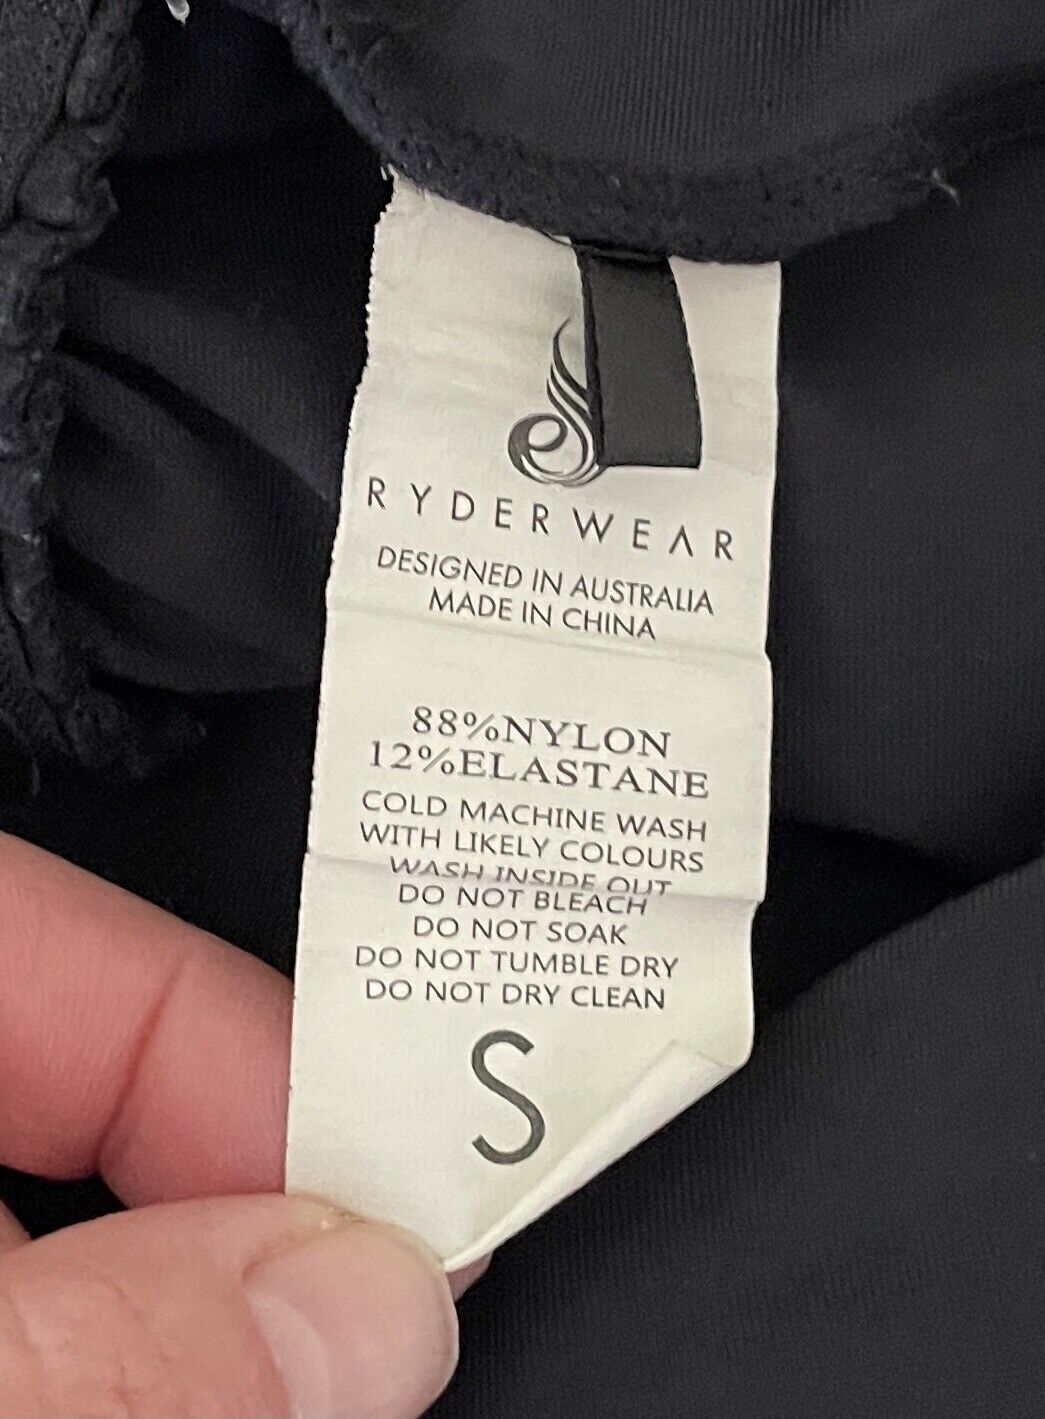 RYDERWEAR
DESIGNED IN AUSTRALIA
MADE IN CHINA
88%NYLON
12%ELASTANE
COLD MACHINE WASH
WITH LIKELY COLOURS
WASH INSIDE OUT
DO NOT BLEACH
DO NOT SOAK
DO NOT TUMBLE DRY
DO NOT DRY CLEAN
S